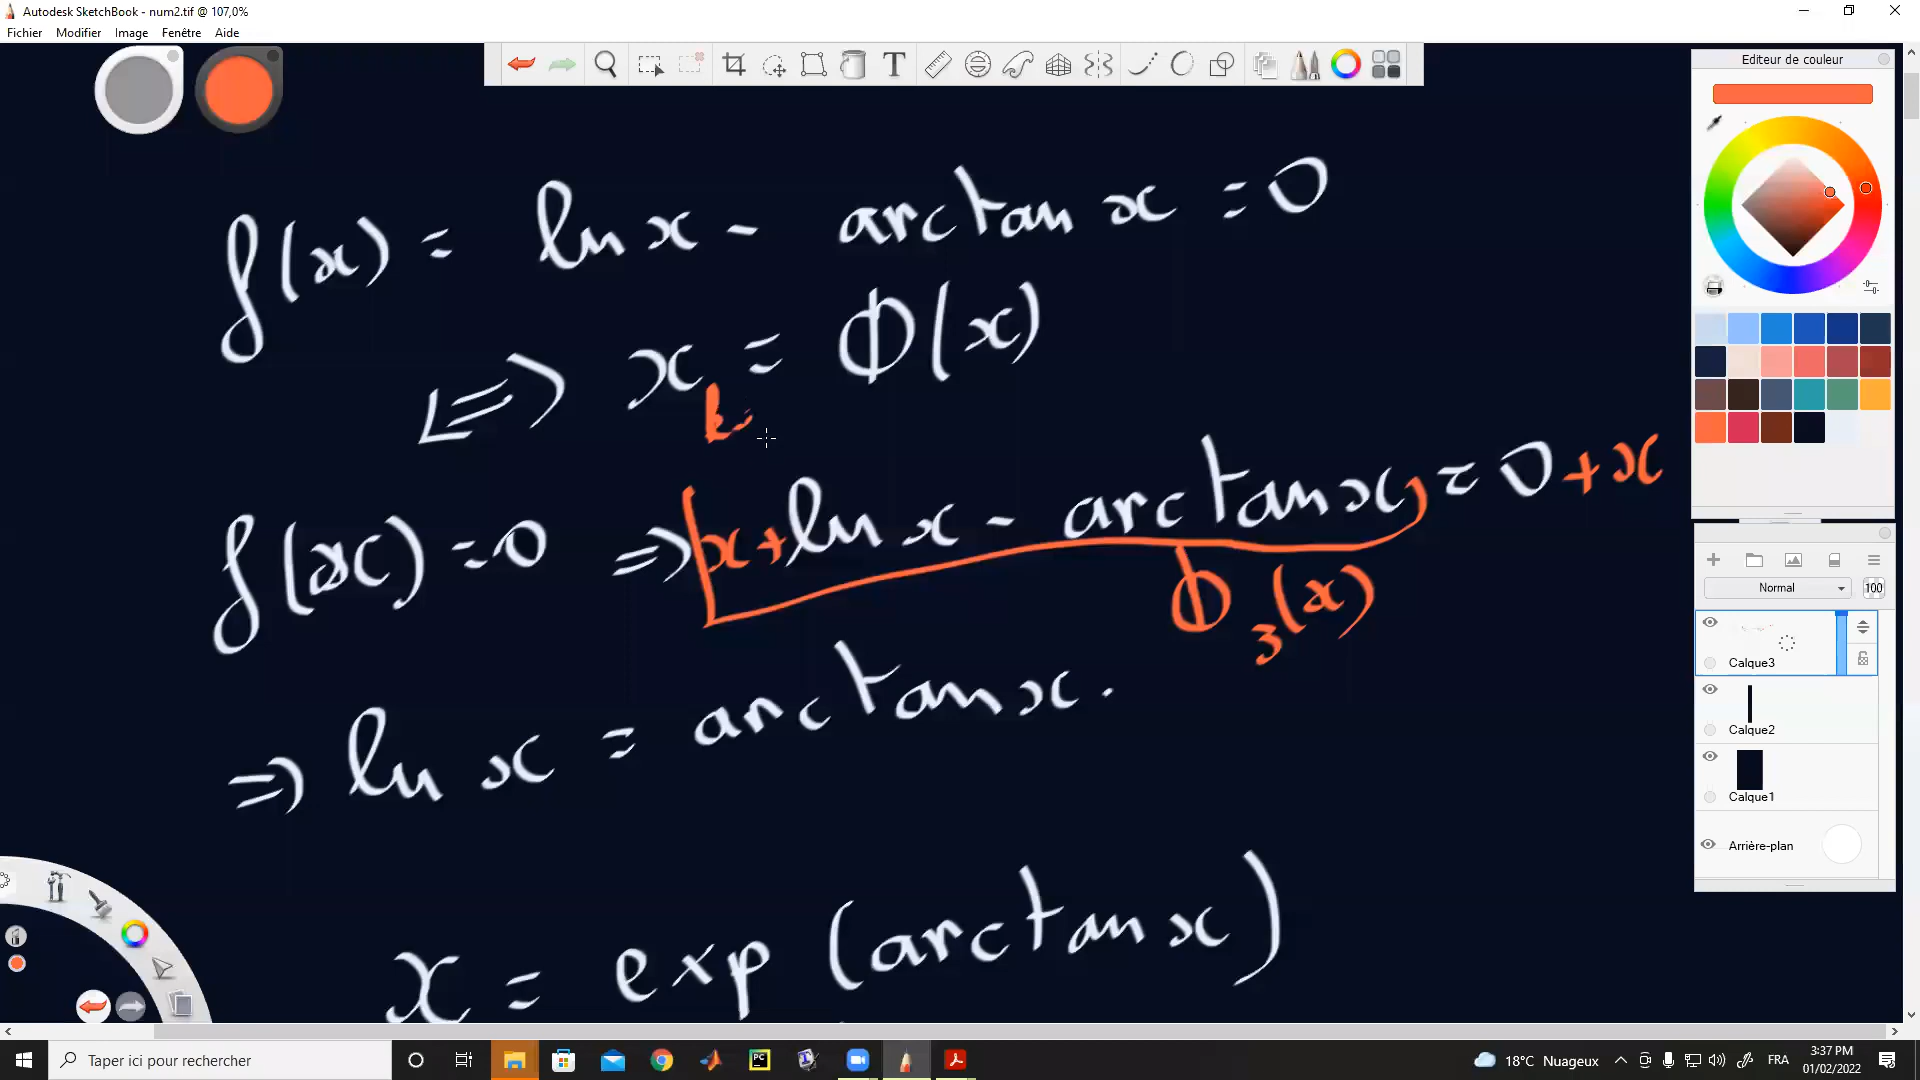 Autodesk SketchBook - num2.tif @ 107,0%
Fichier Modifier Image Fenêtre Aide
Editeur de couleur
f(x) = ln x - arctan x = 0
<=> x = Φ(x)
k
f(x) = 0 => x + ln x - arctan x = 0 + x
Φ3(x)
=> ln x = arctan x.
x = exp (arctan x)
Normal 100
Calque3
Calque2
Calque1
Arrière-plan
Taper ici pour rechercher
PC
18°C Nuageux
FRA
3:37 PM
01/02/2022